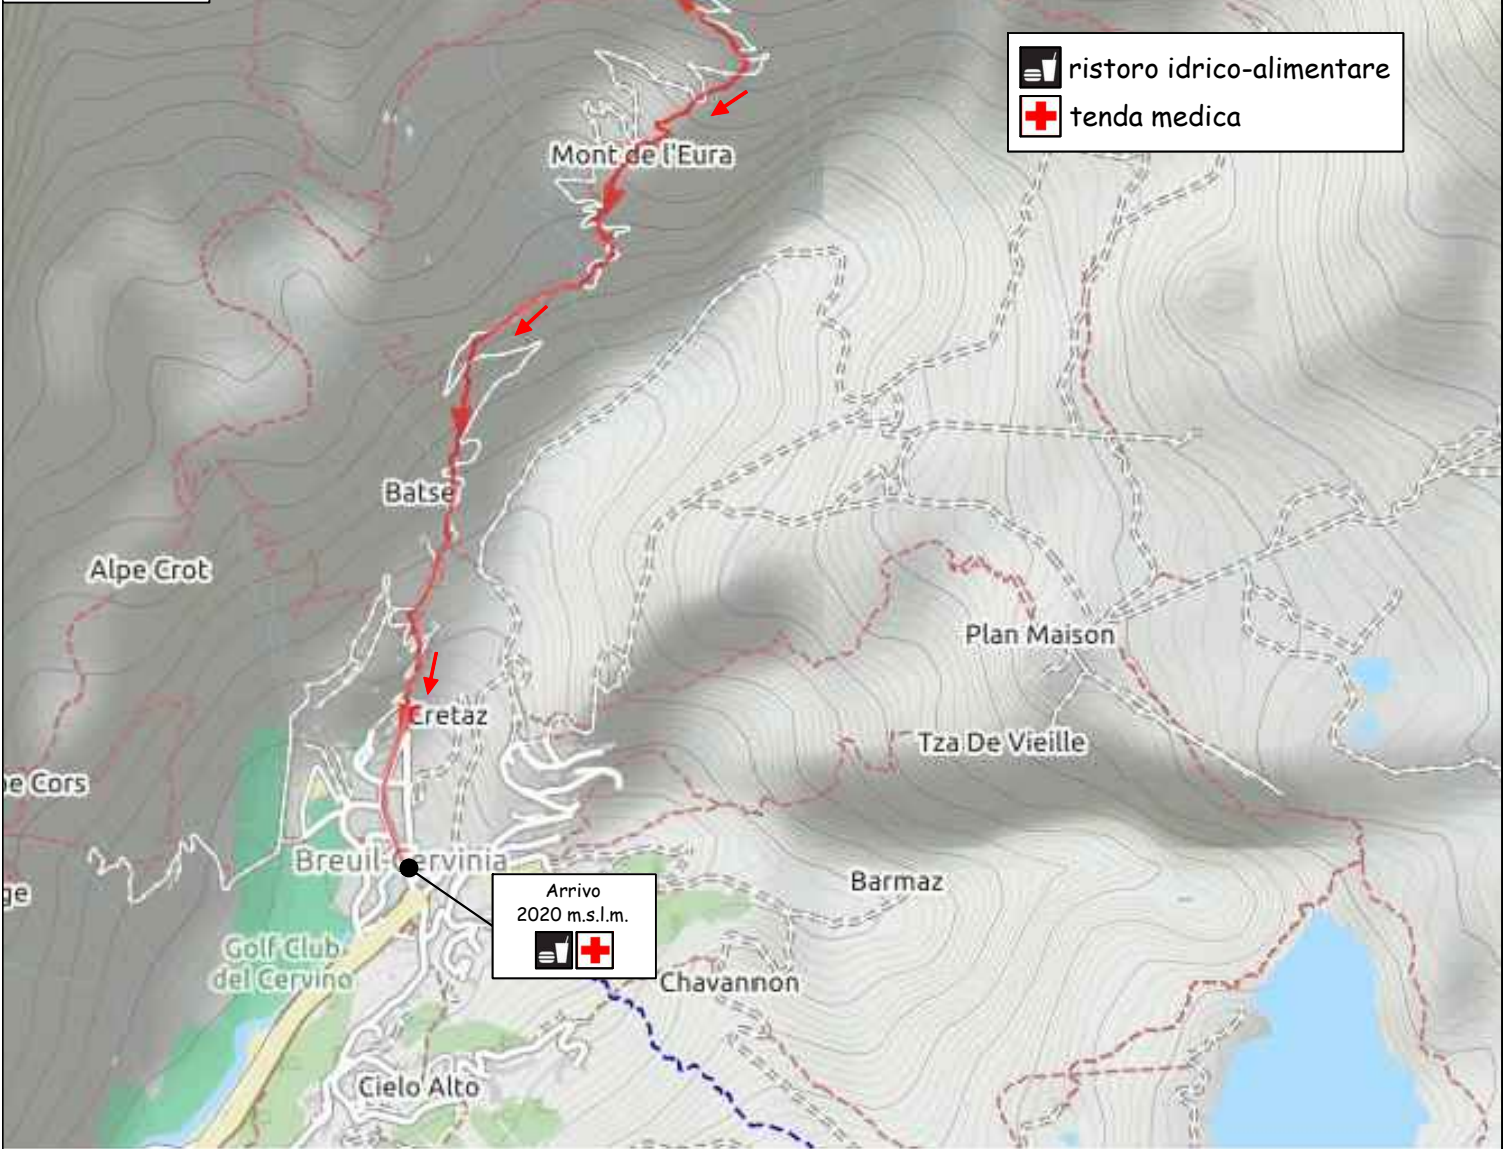 ristoro idrico-alimentare
tenda medica
Mont de l'Eura
Batse
Alpe Crot
Plan Maison
Cretaz
Tza De Vieille
pe Cors
Breuil-Cervinia
Barmaz
ge
Arrivo
2020 m.s.l.m.
Golf Club
del Cervino
Chavannon
Cielo Alto